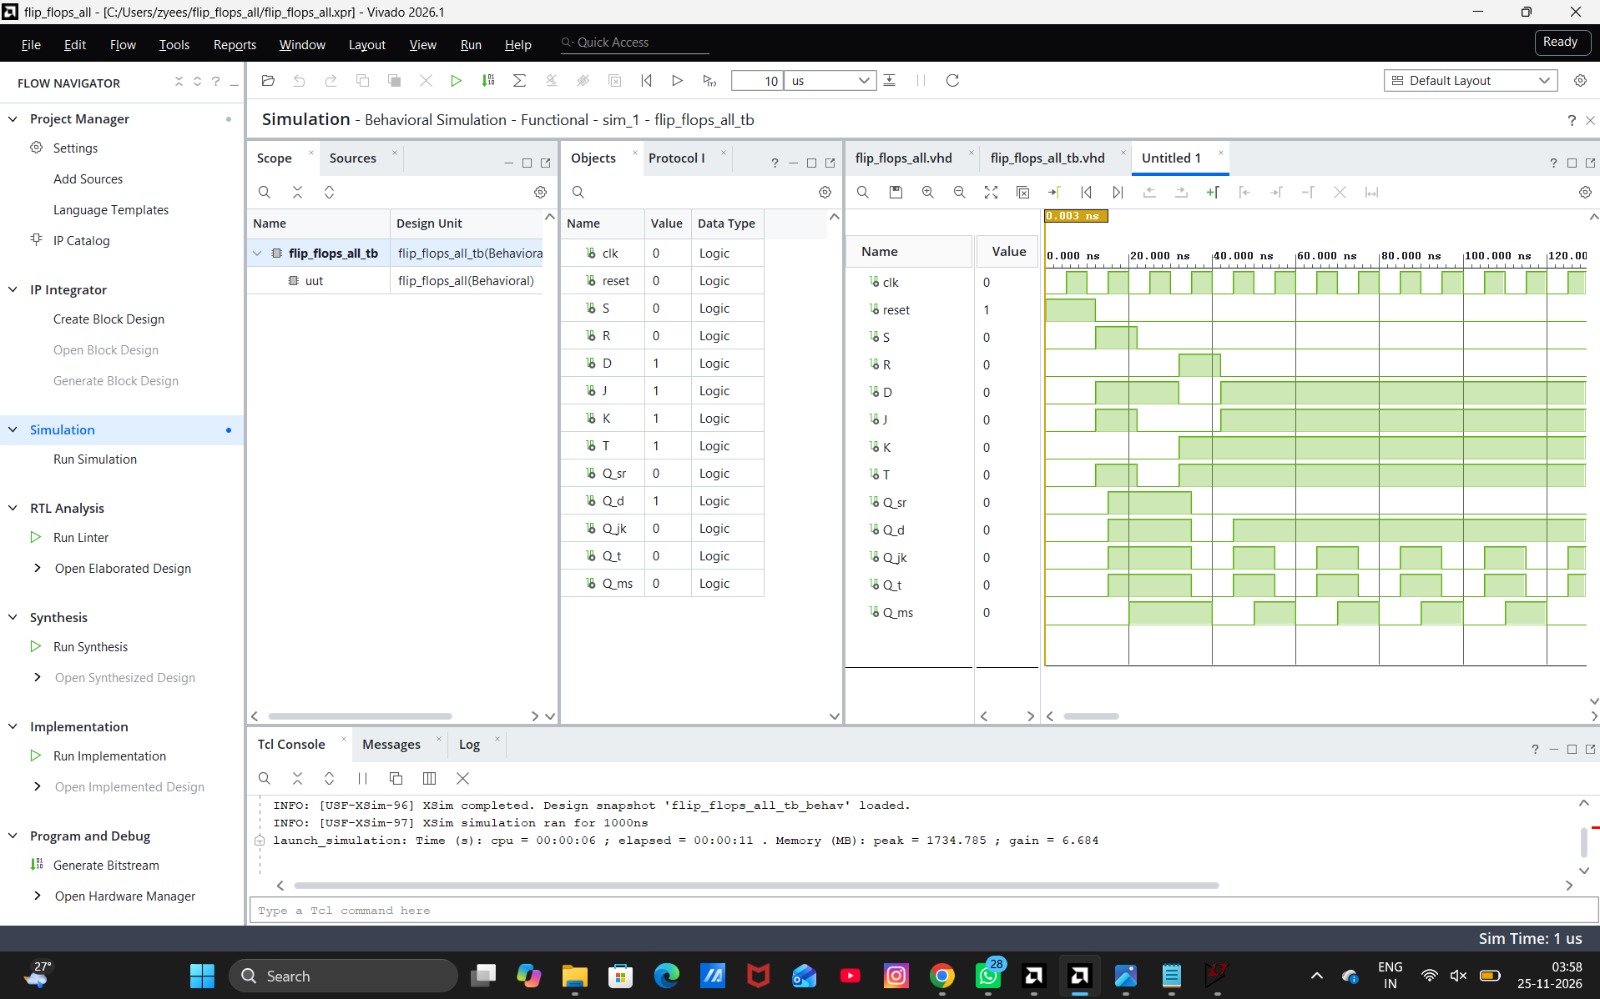 flip_flops_all - [C:/Users/zyees/flip_flops_all/flip_flops_all.xpr] - Vivado 2026.1
File Edit Flow Tools Reports Window Layout View Run Help Quick Access Ready
10 us Default Layout
FLOW NAVIGATOR
Project Manager
Settings
Add Sources
Language Templates
IP Catalog
IP Integrator
Create Block Design
Open Block Design
Generate Block Design
Simulation
Run Simulation
RTL Analysis
Run Linter
Open Elaborated Design
Synthesis
Run Synthesis
Open Synthesized Design
Implementation
Run Implementation
Open Implemented Design
Program and Debug
Generate Bitstream
Open Hardware Manager
Simulation - Behavioral Simulation - Functional - sim_1 - flip_flops_all_tb
Scope Sources
Name Design Unit
flip_flops_all_tb flip_flops_all_tb(Behaviora
uut flip_flops_all(Behavioral)
Objects Protocol I
Name Value Data Type
clk 0 Logic
reset 0 Logic
S 0 Logic
R 0 Logic
D 1 Logic
J 1 Logic
K 1 Logic
T 1 Logic
Q_sr 0 Logic
Q_d 1 Logic
Q_jk 0 Logic
Q_t 0 Logic
Q_ms 0 Logic
flip_flops_all.vhd flip_flops_all_tb.vhd Untitled 1
0.003 ns
Name Value 0.000 ns 20.000 ns 40.000 ns 60.000 ns 80.000 ns 100.000 ns 120.00
clk 0
reset 1
S 0
R 0
D 0
J 0
K 0
T 0
Q_sr 0
Q_d 0
Q_jk 0
Q_t 0
Q_ms 0
Tcl Console Messages Log
INFO: [USF-XSim-96] XSim completed. Design snapshot 'flip_flops_all_tb_behav' loaded.
INFO: [USF-XSim-97] XSim simulation ran for 1000ns
launch_simulation: Time (s): cpu = 00:00:06 ; elapsed = 00:00:11 . Memory (MB): peak = 1734.785 ; gain = 6.684
Type a Tcl command here
Sim Time: 1 us
27°
Search
28
ENG
IN
03:58
25-11-2026